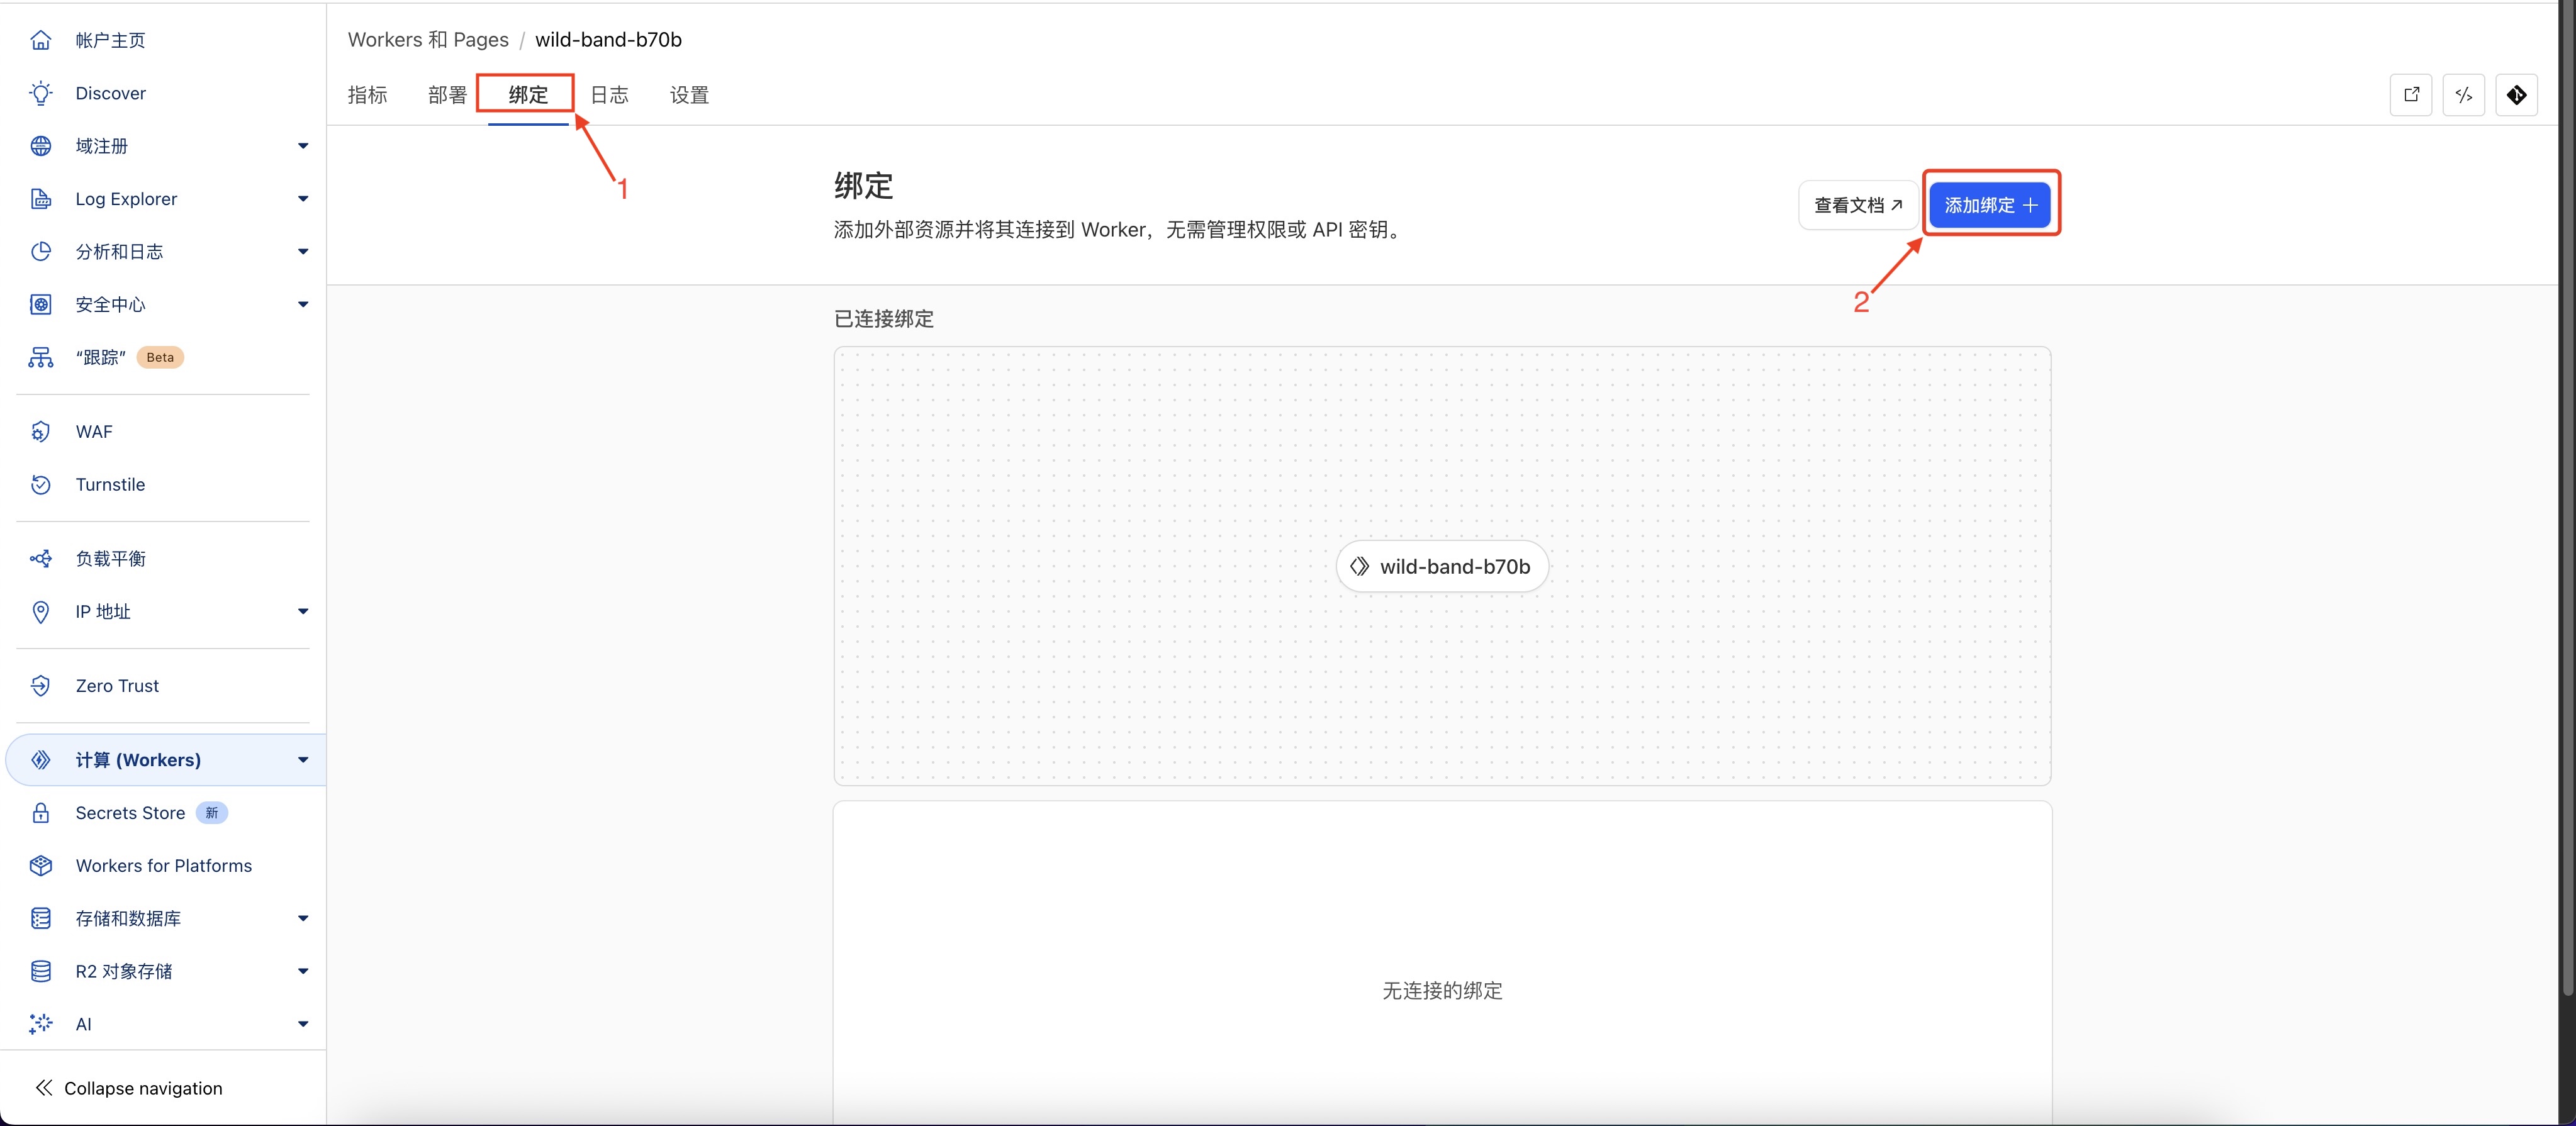 帐户主页
Discover
域注册
Log Explorer
分析和日志
安全中心
“跟踪” Beta
WAF
Turnstile
负载平衡
IP 地址
Zero Trust
计算 (Workers)
Secrets Store 新
Workers for Platforms
存储和数据库
R2 对象存储
AI
Collapse navigation
Workers 和 Pages / wild-band-b70b
指标 部署 绑定 日志 设置
1
绑定
添加外部资源并将其连接到 Worker，无需管理权限或 API 密钥。
查看文档 添加绑定
2
已连接绑定
wild-band-b70b
无连接的绑定